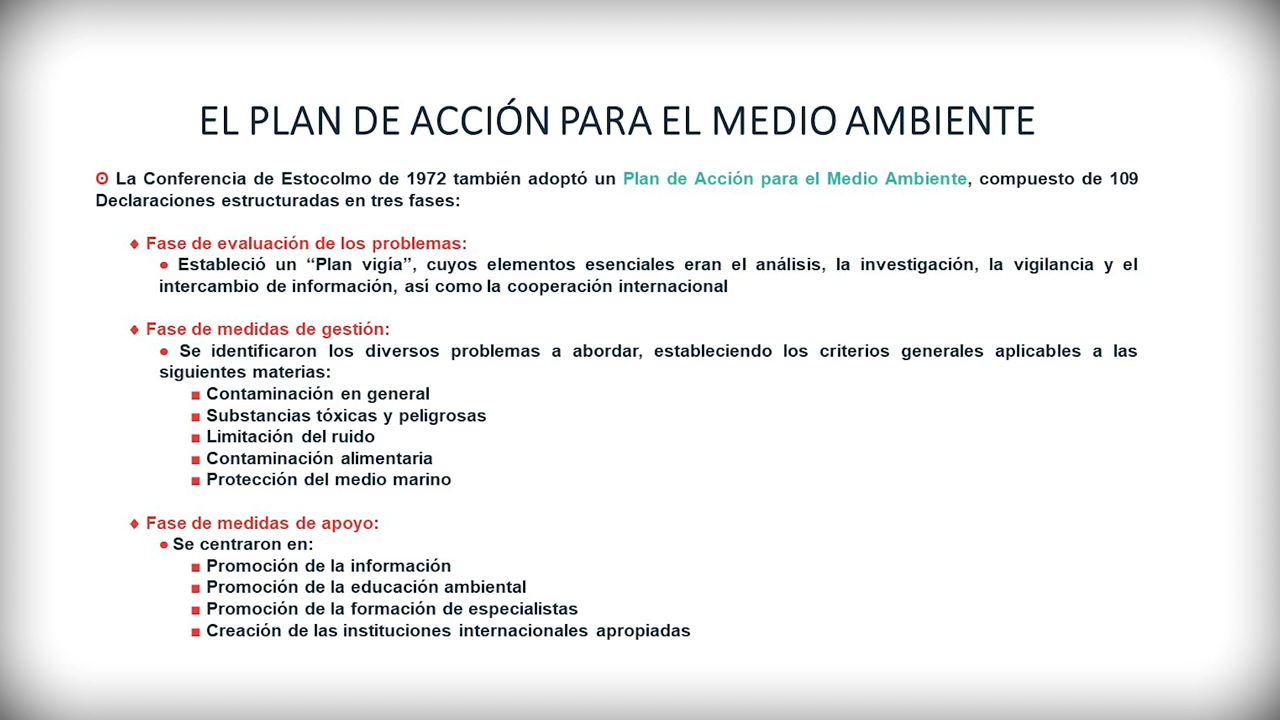 EL PLAN DE ACCIÓN PARA EL MEDIO AMBIENTE
La Conferencia de Estocolmo de 1972 también adoptó un Plan de Acción para el Medio Ambiente, compuesto de 109
Declaraciones estructuradas en tres fases:
Fase de evaluación de los problemas:
Estableció un “Plan vigía”, cuyos elementos esenciales eran el análisis, la investigación, la vigilancia y el
intercambio de información, así como la cooperación internacional
Fase de medidas de gestión:
Se identificaron los diversos problemas a abordar, estableciendo los criterios generales aplicables a las
siguientes materias:
Contaminación en general
Substancias tóxicas y peligrosas
Limitación del ruido
Contaminación alimentaria
Protección del medio marino
Fase de medidas de apoyo:
Se centraron en:
Promoción de la información
Promoción de la educación ambiental
Promoción de la formación de especialistas
Creación de las instituciones internacionales apropiadas